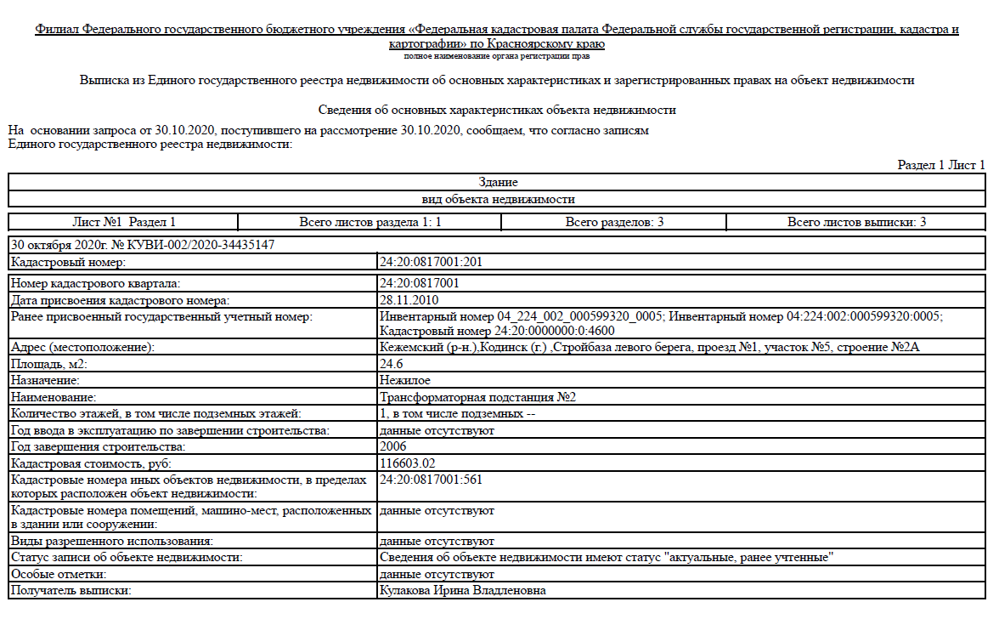 Филиал Федерального государственного бюджетного учреждения «Федеральная кадастровая палата Федеральной службы государственной регистрации, кадастра и
картографии» по Красноярскому краю
полное наименование органа регистрации прав
Выписка из Единого государственного реестра недвижимости об основных характеристиках и зарегистрированных правах на объект недвижимости
Сведения об основных характеристиках объекта недвижимости
На основании запроса от 30.10.2020, поступившего на рассмотрение 30.10.2020, сообщаем, что согласно записям
Единого государственного реестра недвижимости:
Раздел 1 Лист 1
Здание
вид объекта недвижимости
Лист №1 Раздел 1 Всего листов раздела 1: 1 Всего разделов: 3 Всего листов выписки: 3
30 октября 2020г. № КУВИ-002/2020-34435147
Кадастровый номер: 24:20:0817001:201
Номер кадастрового квартала: 24:20:0817001
Дата присвоения кадастрового номера: 28.11.2010
Ранее присвоенный государственный учетный номер: Инвентарный номер 04_224_002_000599320_0005; Инвентарный номер 04:224:002:000599320:0005;
Кадастровый номер 24:20:0000000:0:4600
Адрес (местоположение): Кежемский (р-н.),Кодинск (г.) ,Стройбаза левого берега, проезд №1, участок №5, строение №2А
Площадь, м2: 24.6
Назначение: Нежилое
Наименование: Трансформаторная подстанция №2
Количество этажей, в том числе подземных этажей: 1, в том числе подземных --
Год ввода в эксплуатацию по завершении строительства: данные отсутствуют
Год завершения строительства: 2006
Кадастровая стоимость, руб: 116603.02
Кадастровые номера иных объектов недвижимости, в пределах 24:20:0817001:561
которых расположен объект недвижимости:
Кадастровые номера помещений, машино-мест, расположенных данные отсутствуют
в здании или сооружении:
Виды разрешенного использования: данные отсутствуют
Статус записи об объекте недвижимости: Сведения об объекте недвижимости имеют статус "актуальные, ранее учтенные"
Особые отметки: данные отсутствуют
Получатель выписки: Кулакова Ирина Владленовна